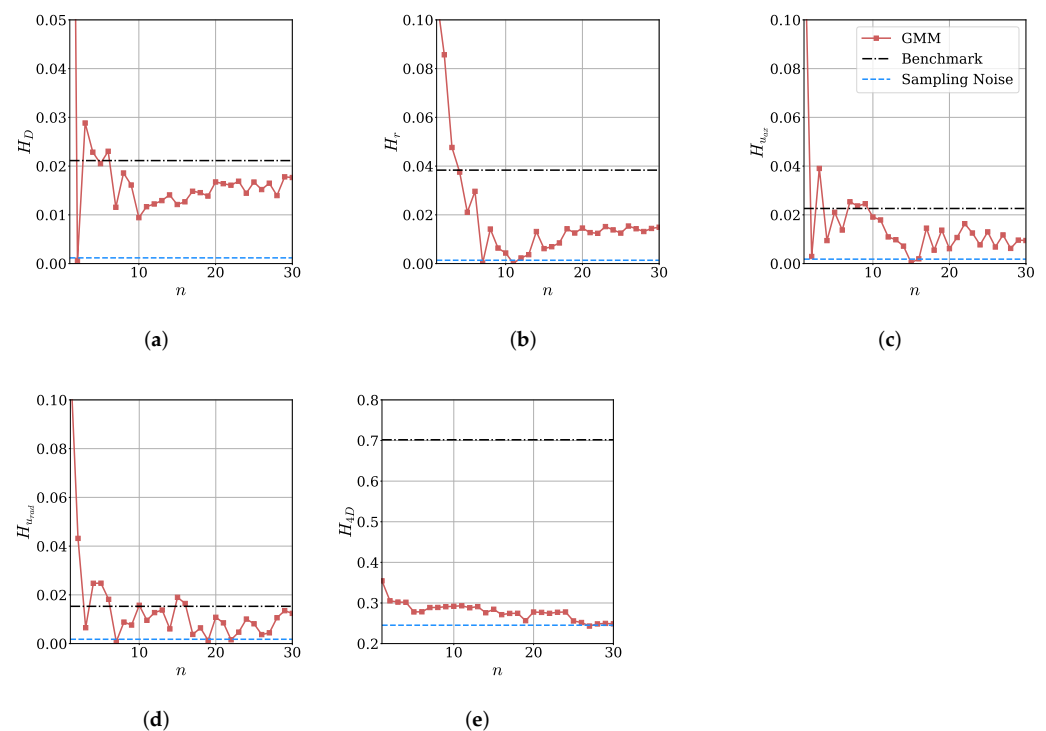 0.05
0.04
0.03
0.02
0.01
0.00
10
20
30
H_D
n
(a)
0.10
0.08
0.06
0.04
0.02
0.00
10
20
30
H_r
n
(b)
0.10
0.08
0.06
0.04
0.02
0.00
10
20
30
H_{u_{az}}
n
GMM
Benchmark
Sampling Noise
(c)
0.10
0.08
0.06
0.04
0.02
0.00
10
20
30
H_{u_{rad}}
n
(d)
0.8
0.7
0.6
0.5
0.4
0.3
0.2
10
20
30
H_{4D}
n
(e)